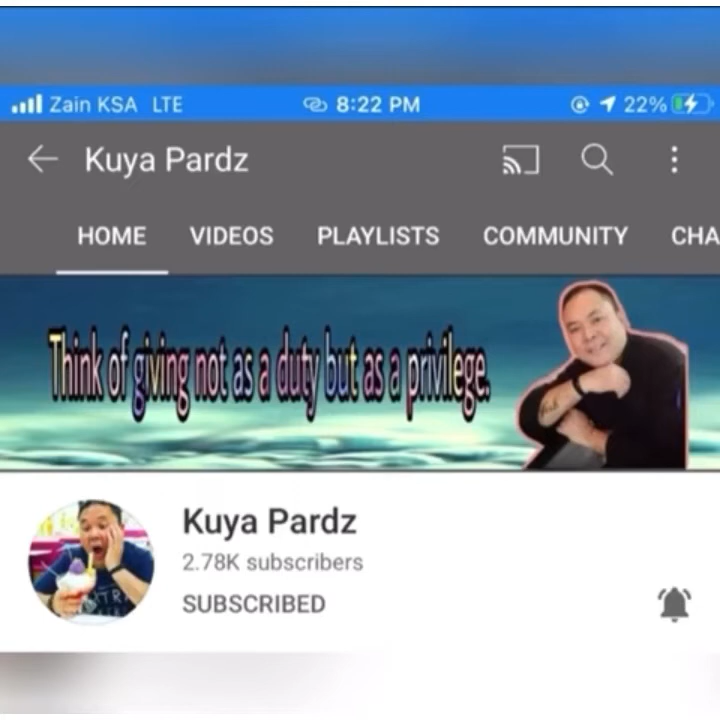 Zain KSA LTE 8:22 PM 22%
Kuya Pardz
HOME VIDEOS PLAYLISTS COMMUNITY CHA
Think of giving not as a duty but as a privilege.
Kuya Pardz
2.78K subscribers
SUBSCRIBED